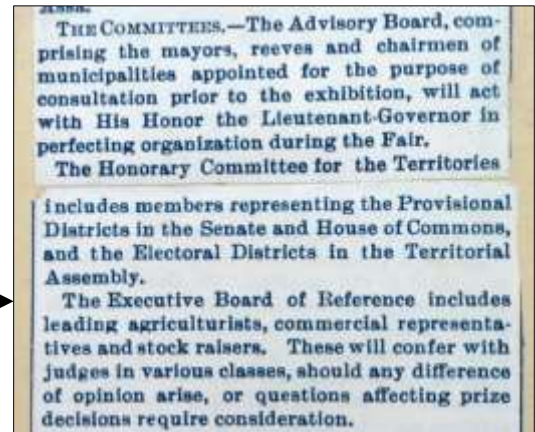 THE COMMITTEES.—The Advisory Board, com-
prising the mayors, reeves and chairmen of
municipalities appointed for the purpose of
consultation prior to the exhibition, will act
with His Honor the Lieutenant-Governor in
perfecting organization during the Fair.
The Honorary Committee for the Territories
includes members representing the Provisional
Districts in the Senate and House of Commons,
and the Electoral Districts in the Territorial
Assembly.
The Executive Board of Reference includes
leading agriculturists, commercial representa-
tives and stock raisers. These will confer with
judges in various classes, should any difference
of opinion arise, or questions affecting prize
decisions require consideration.